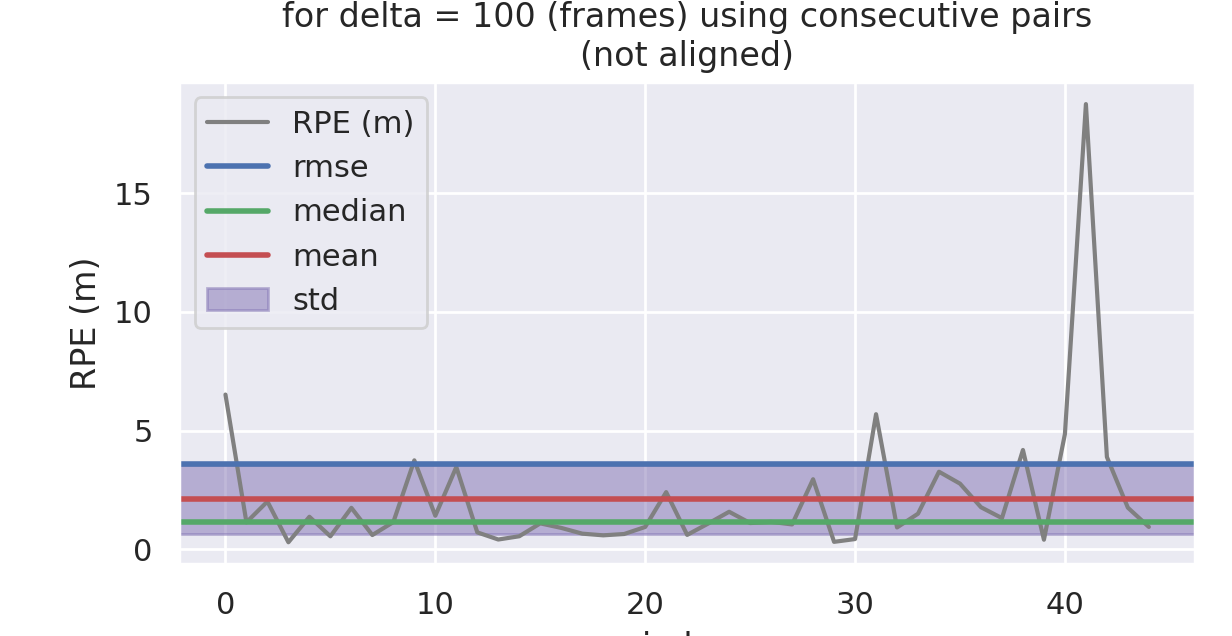 for delta = 100 (frames) using consecutive pairs
(not aligned)
RPE (m)
rmse
median
mean
std
RPE (m)
15
10
5
0
0
10
20
30
40